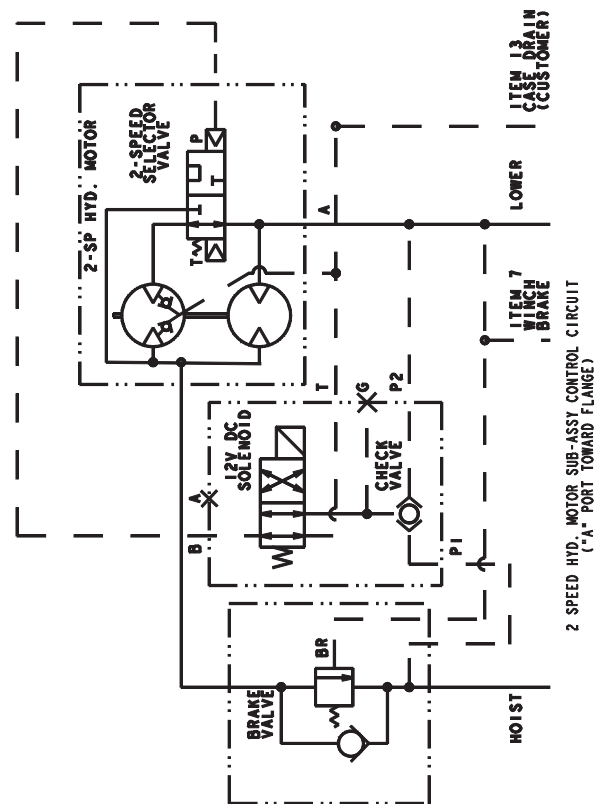 2-SP HYD. MOTOR
2-SPEED
SELECTOR
VALVE
P
T
T
A
ITEM 13
CASE DRAIN
(CUSTOMER)
LOWER
ITEM 7
WINCH
BRAKE
A
B
12V DC
SOLENOID
T
G
P2
CHECK
VALVE
P1
BRAKE
VALVE
BR
HOIST
2 SPEED HYD. MOTOR SUB-ASSY CONTROL CIRCUIT
("A" PORT TOWARD FLANGE)